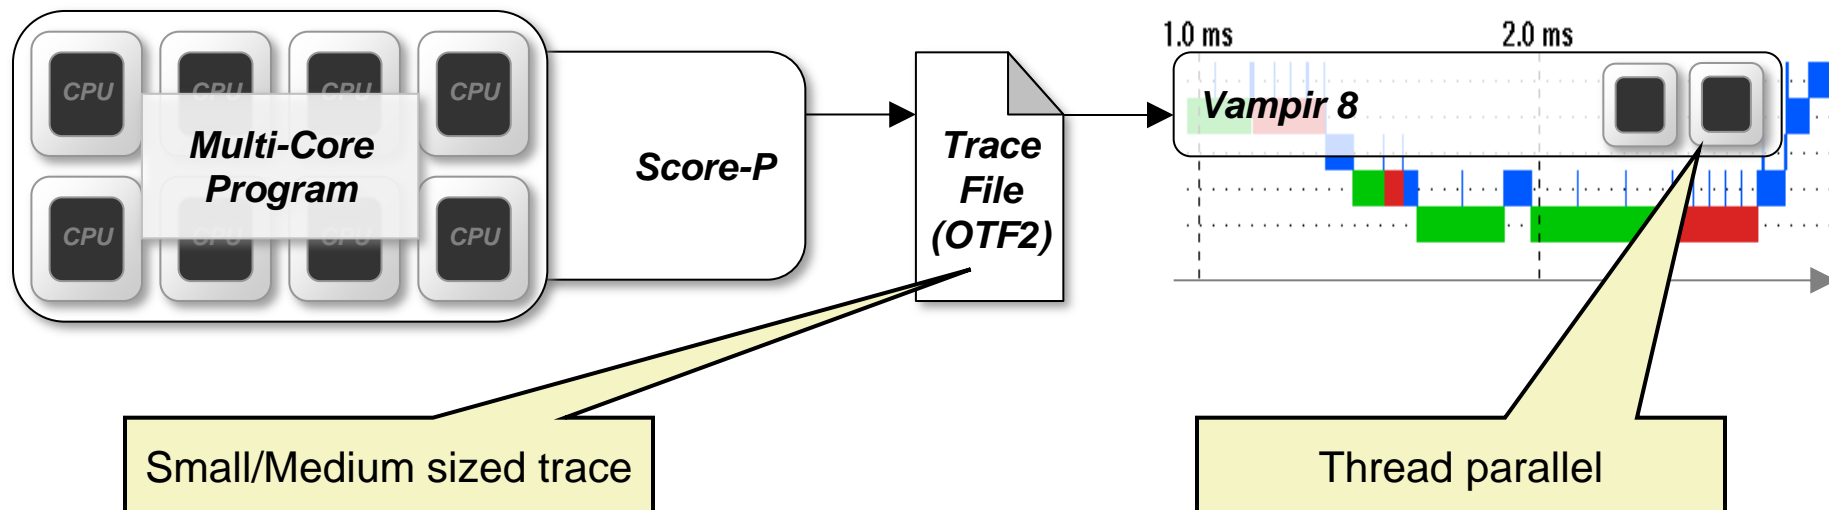 1.0 ms
2.0 ms
CPU
CPU
CPU
CPU
Multi-Core
Program
CPU
CPU
CPU
CPU
Score-P
Trace
File
(OTF2)
Vampir 8
Small/Medium sized trace
Thread parallel